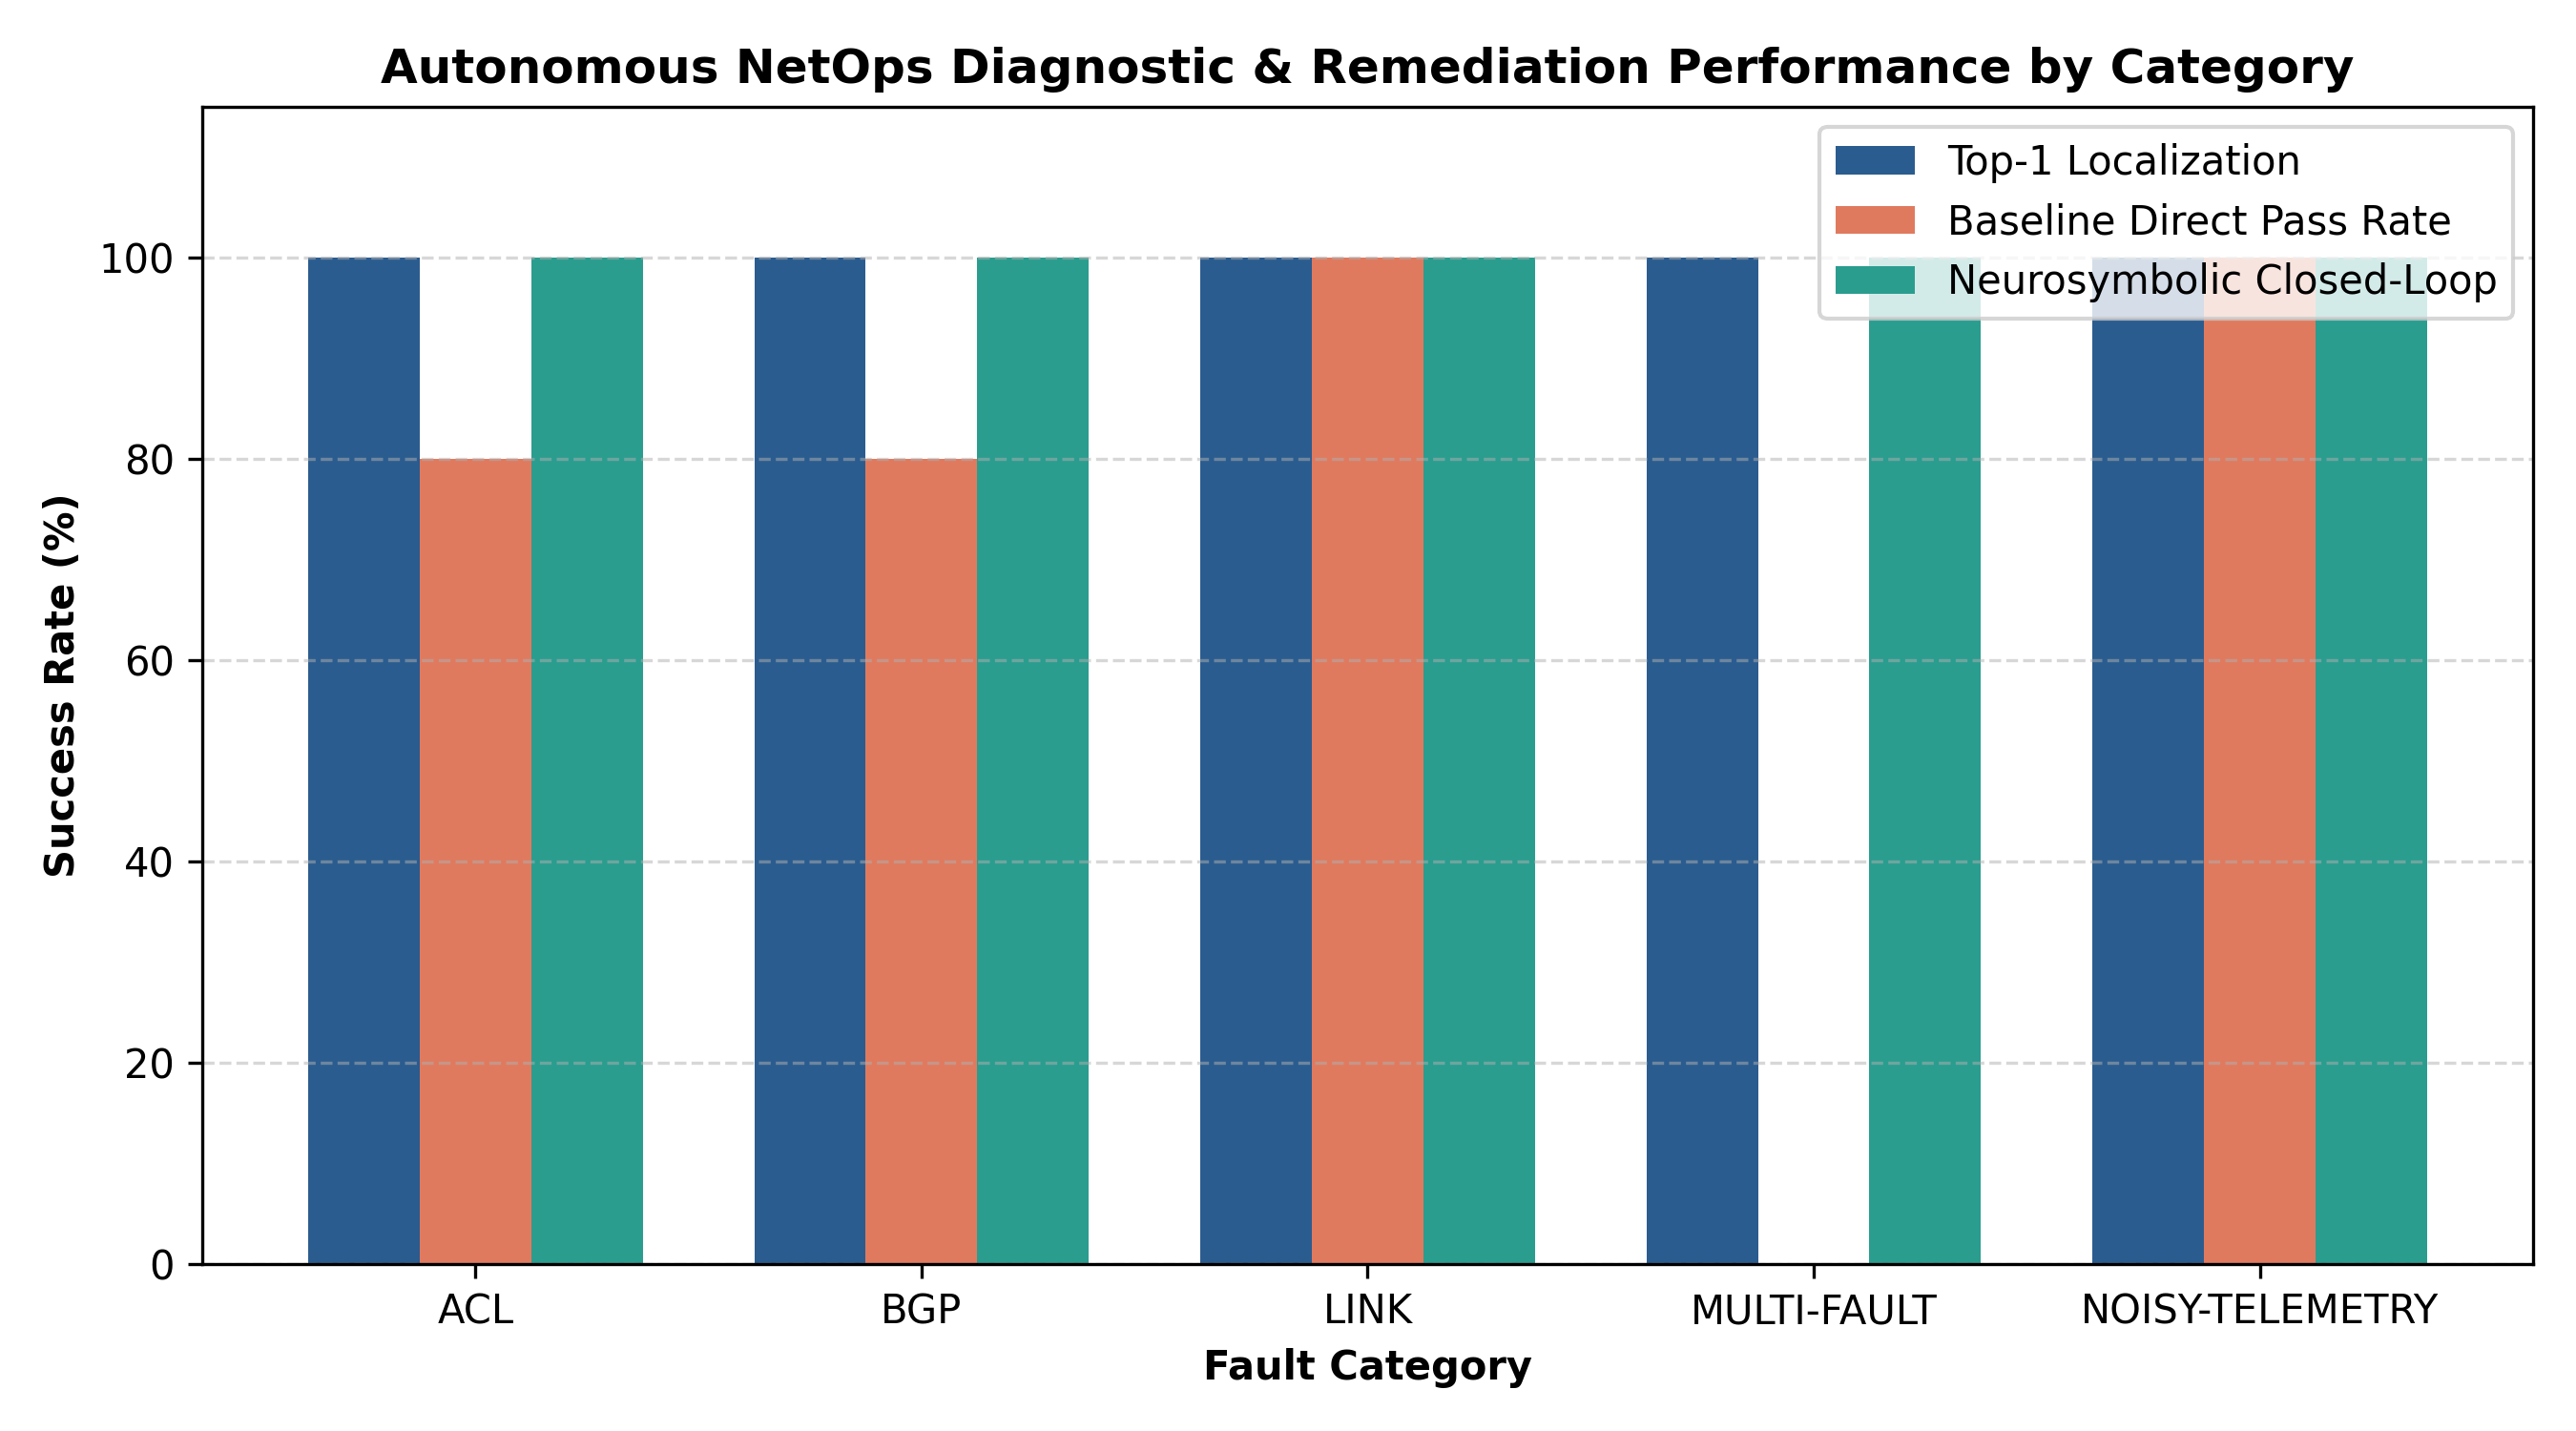 Autonomous NetOps Diagnostic & Remediation Performance by Category
Top-1 Localization
Baseline Direct Pass Rate
Neurosymbolic Closed-Loop
Success Rate (%)
100
80
60
40
20
0
ACL BGP LINK MULTI-FAULT NOISY-TELEMETRY
Fault Category